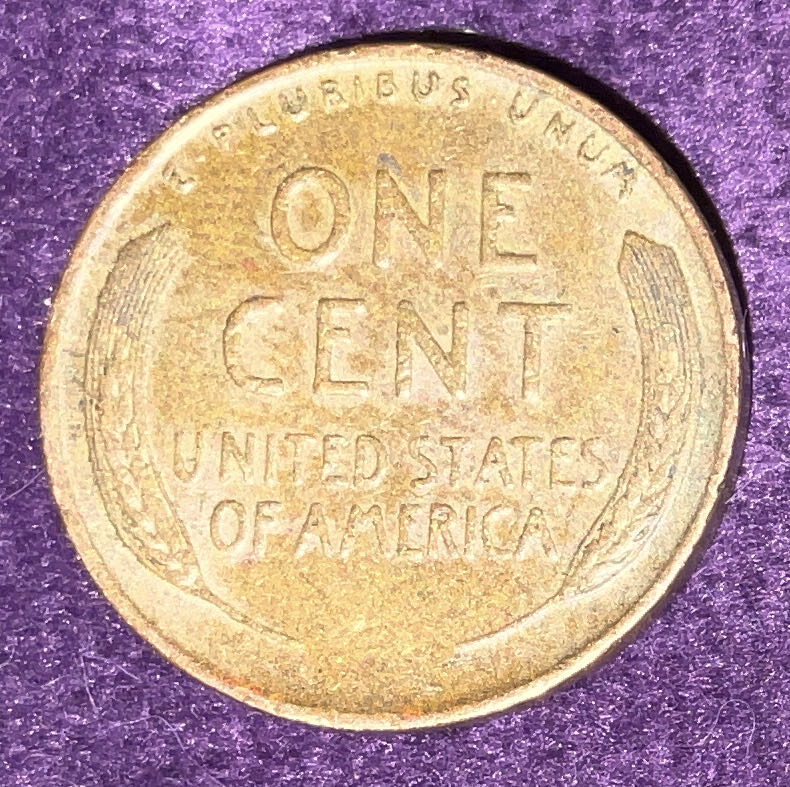 E·PLURIBUS UNUM
ONE
CENT
UNITED STATES
OF AMERICA